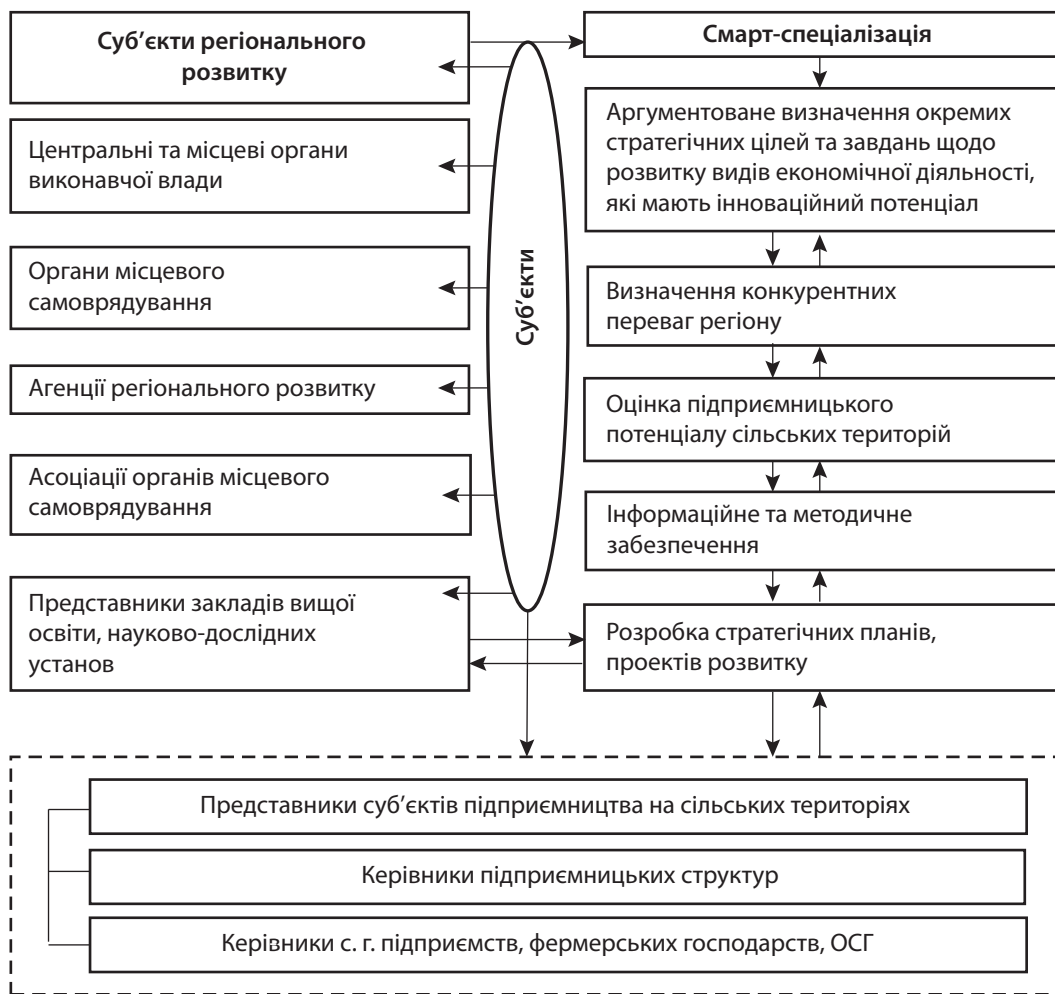 Суб’єкти регіонального
розвитку
Центральні та місцеві органи
виконавчої влади
Органи місцевого
самоврядування
Агенції регіонального розвитку
Асоціації органів місцевого
самоврядування
Представники закладів вищої
освіти, науково-дослідних
установ
Суб’єкти
Смарт-спеціалізація
Аргументоване визначення окремих
стратегічних цілей та завдань щодо
розвитку видів економічної діяльності,
які мають інноваційний потенціал
Визначення конкурентних
переваг регіону
Оцінка підприємницького
потенціалу сільських територій
Інформаційне та методичне
забезпечення
Розробка стратегічних планів,
проектів розвитку
Представники суб’єктів підприємництва на сільських територіях
Керівники підприємницьких структур
Керівники с. г. підприємств, фермерських господарств, ОСГ